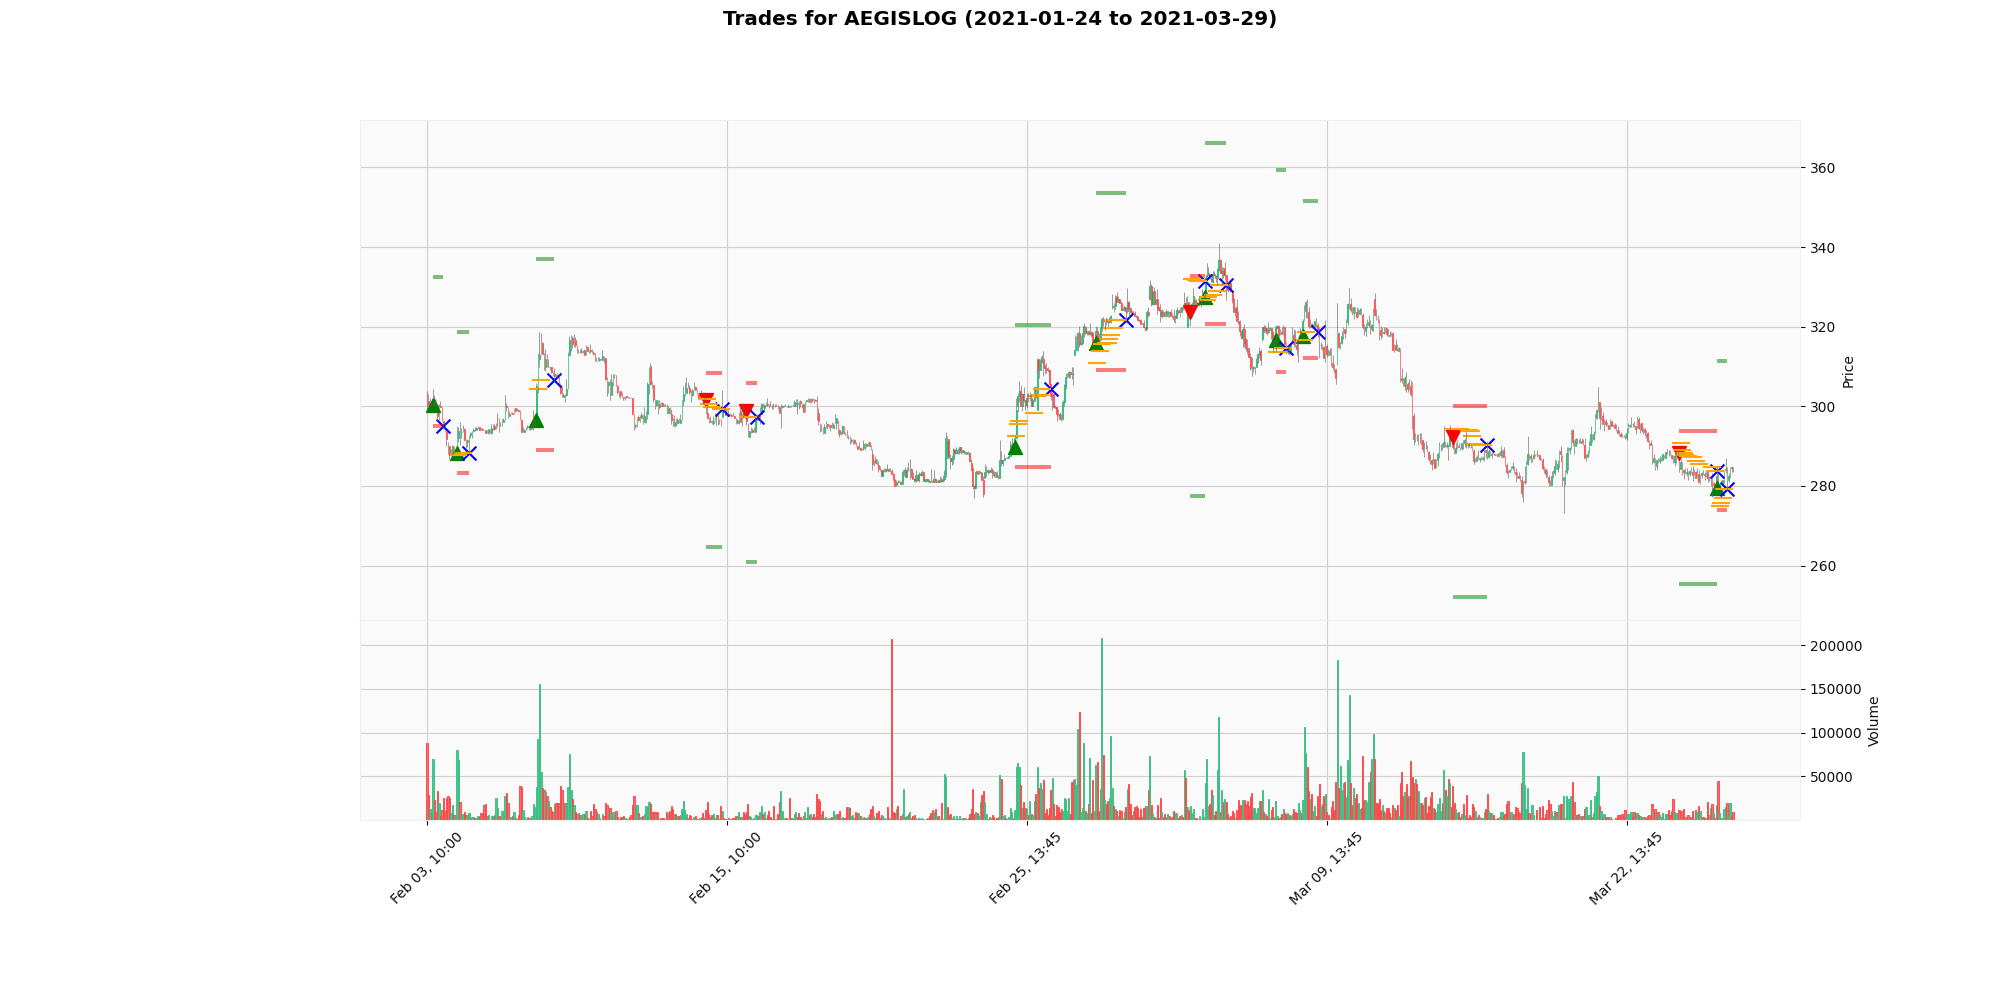 Trades for AEGISLOG (2021-01-24 to 2021-03-29)
360
340
320
300
280
260
Price
200000
150000
100000
50000
Volume
Feb 03, 10:00
Feb 15, 10:00
Feb 25, 13:45
Mar 09, 13:45
Mar 22, 13:45